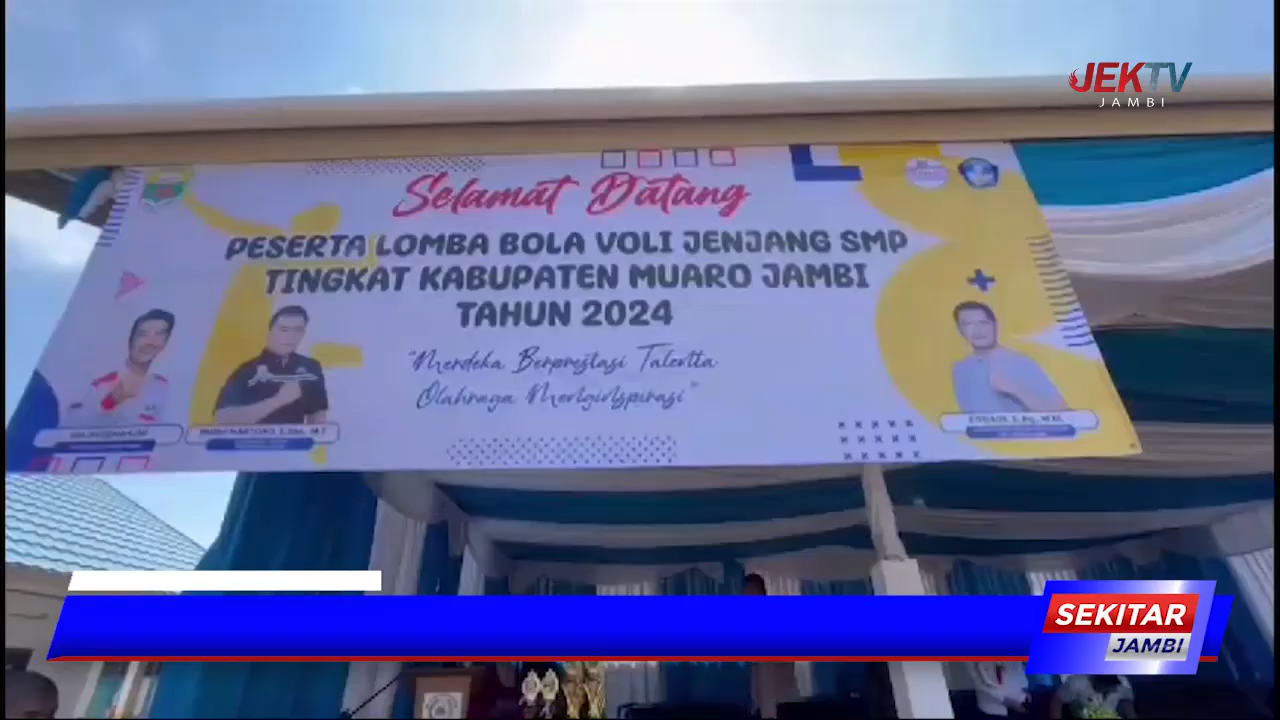 JEKTV
JAMBI
Selamat Datang
PESERTA LOMBA BOLA VOLI JENJANG SMP
TINGKAT KABUPATEN MUARO JAMBI
TAHUN 2024
"Merdeka Berprestasi Talenta
Olahraga Menginspirasi"
SEKITAR
JAMBI